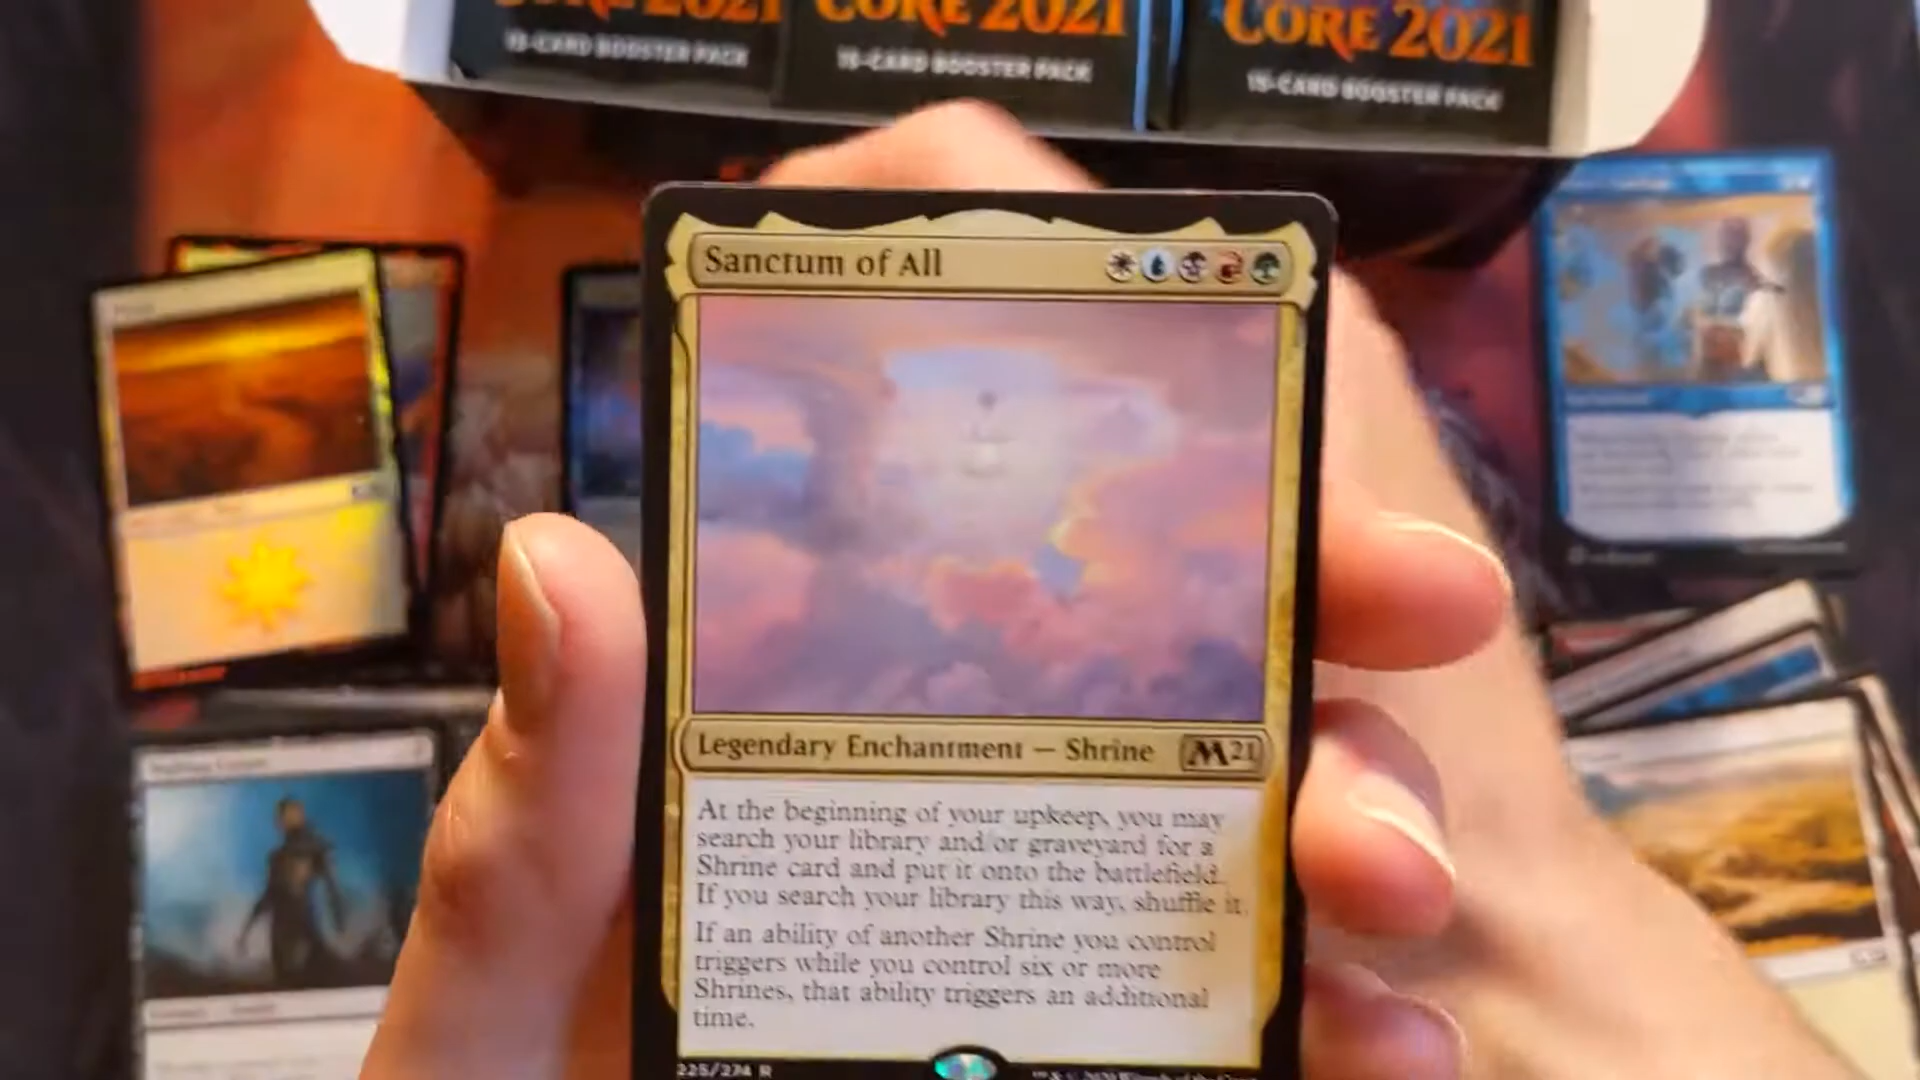 CORE 2021
CORE 2021
CORE 2021
15-CARD BOOSTER PACK
15-CARD BOOSTER PACK
15-CARD BOOSTER PACK
Sanctum of All
Legendary Enchantment — Shrine
M21
At the beginning of your upkeep, you may
search your library and/or graveyard for a
Shrine card and put it onto the battlefield.
If you search your library this way, shuffle it.
If an ability of another Shrine you control
triggers while you control six or more
Shrines, that ability triggers an additional
time.
225/274 R